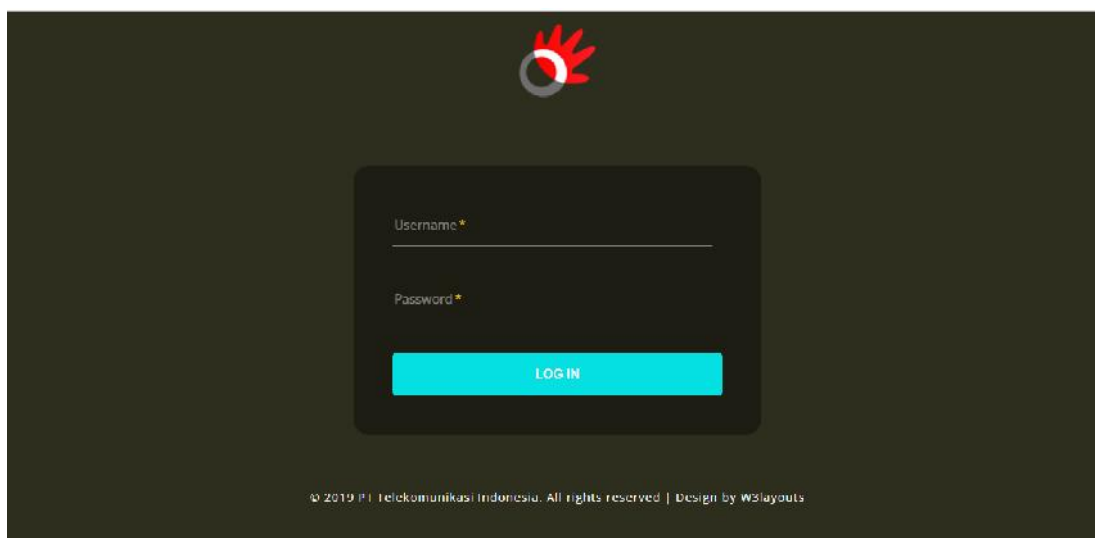 Username*
Password*
LOG IN
© 2019 PT Telekomunikasi Indonesia. All rights reserved | Design by W3layouts